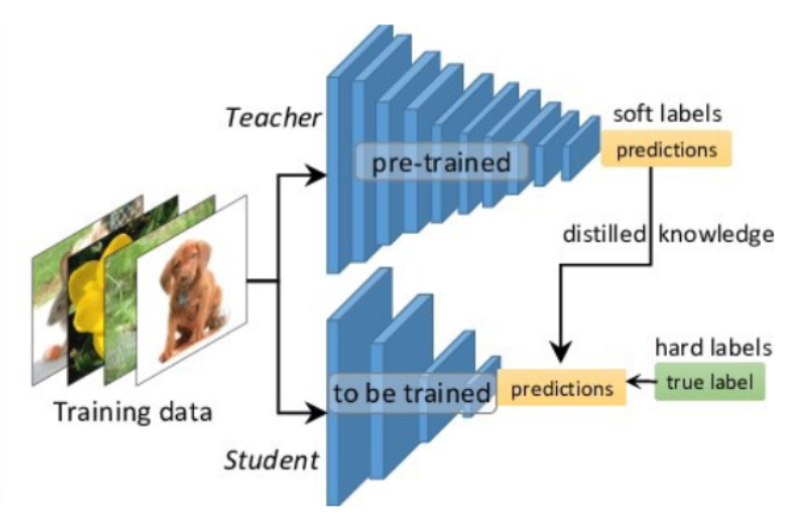 Teacher
soft labels
pre-trained
predictions
distilled knowledge
hard labels
to be trained
predictions
true label
Training data
Student